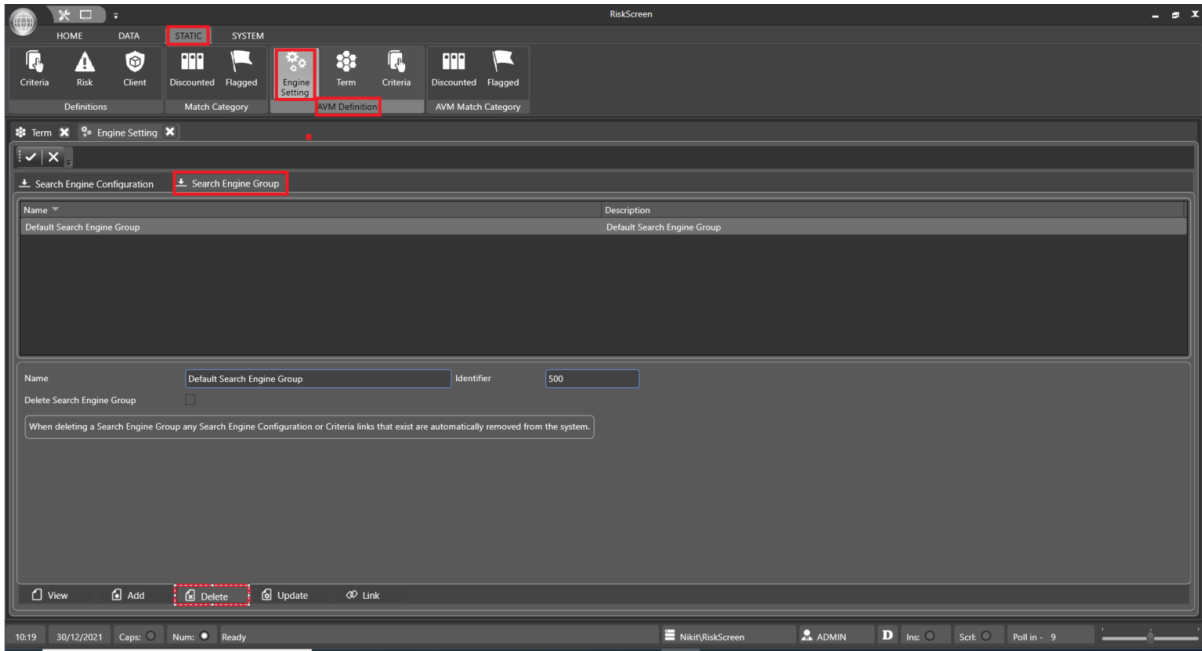 RiskScreen
HOME DATA STATIC SYSTEM
Criteria Risk Client Discounted Flagged Engine Setting Term Criteria Discounted Flagged
Definitions Match Category AVM Definition AVM Match Category
Term Engine Setting
Search Engine Configuration Search Engine Group
Name Description
Default Search Engine Group Default Search Engine Group
Name Default Search Engine Group Identifier 500
Delete Search Engine Group
When deleting a Search Engine Group any Search Engine Configuration or Criteria links that exist are automatically removed from the system.
View Add Delete Update Link
10:19 30/12/2021 Caps: Num: Ready Nikit\RiskScreen ADMIN D Ins: Scrl: Poll in - 9